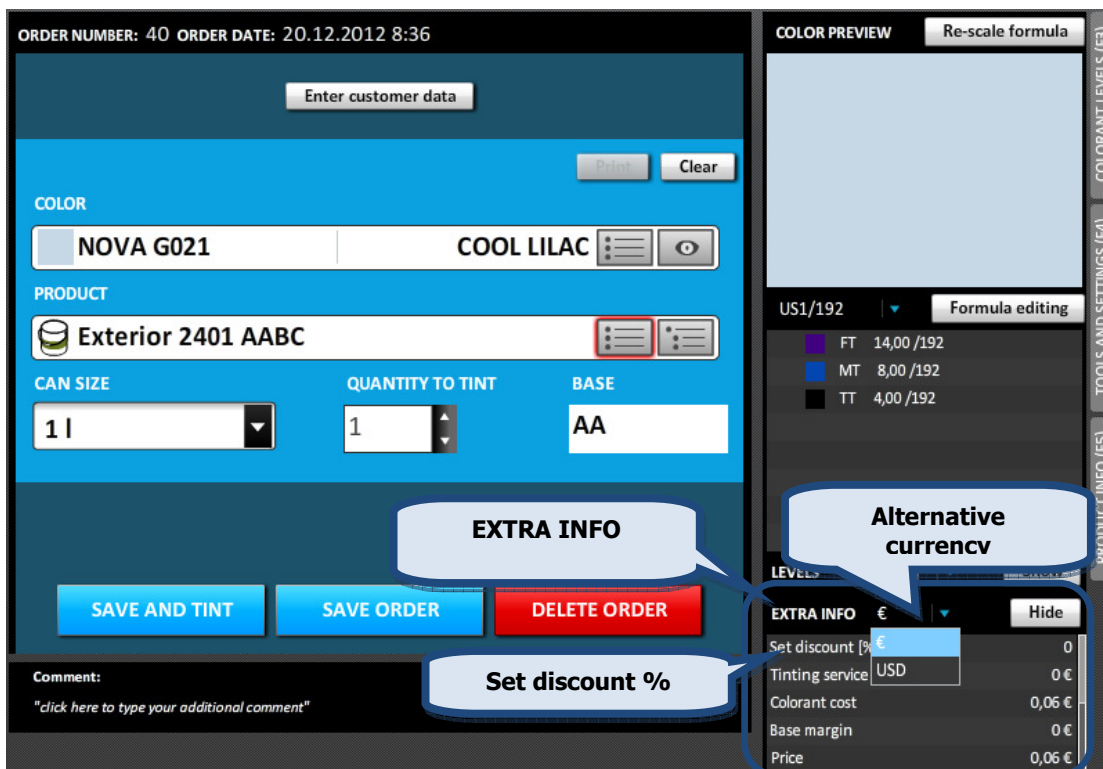 ORDER NUMBER: 40 ORDER DATE: 20.12.2012 8:36
Enter customer data
Print Clear
COLOR
NOVA G021 COOL LILAC
PRODUCT
Exterior 2401 AABC
CAN SIZE QUANTITY TO TINT BASE
1 l 1 AA
SAVE AND TINT SAVE ORDER DELETE ORDER
Comment:
"click here to type your additional comment"
COLOR PREVIEW Re-scale formula
US1/192 Formula editing
FT 14,00 /192
MT 8,00 /192
TT 4,00 /192
EXTRA INFO
Alternative
currency
Set discount %
LEVELS
EXTRA INFO € Hide
Set discount [% 0
€
USD
Tinting service 0 €
Colorant cost 0,06 €
Base margin 0 €
Price 0,06 €
COLORANT LEVELS (F3)
TOOLS AND SETTINGS (F4)
PRODUCT INFO (F5)